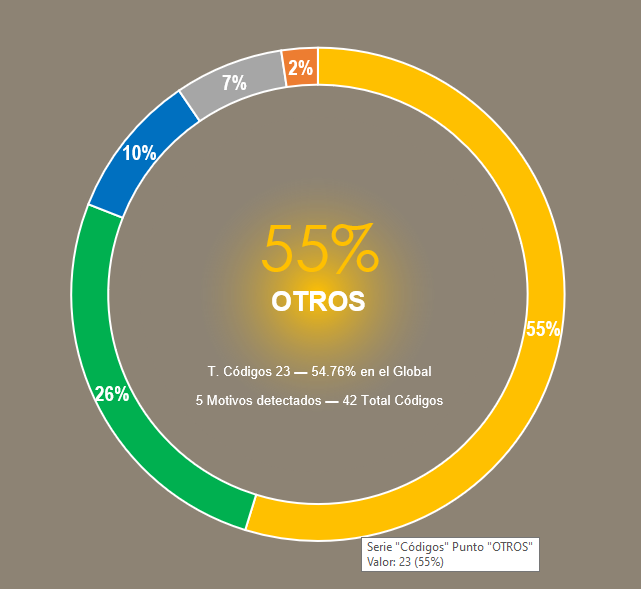 2%
7%
10%
55%
OTROS
55%
T. Códigos 23 — 54.76% en el Global
26%
5 Motivos detectados — 42 Total Códigos
Serie "Códigos" Punto "OTROS"
Valor: 23 (55%)